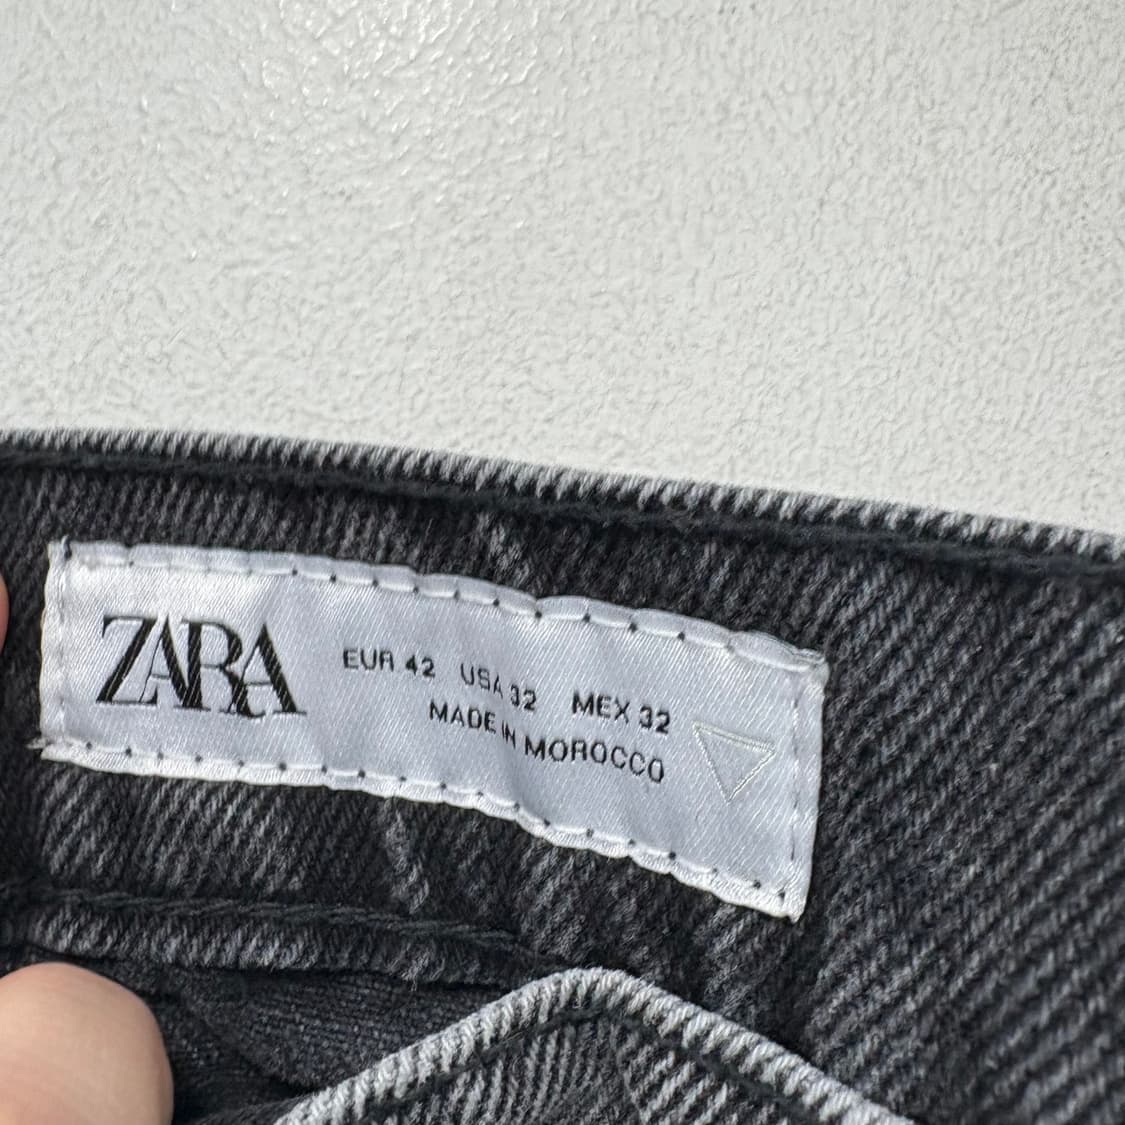 ZARA
EUR 42 USA 32 MEX 32
MADE IN MOROCCO